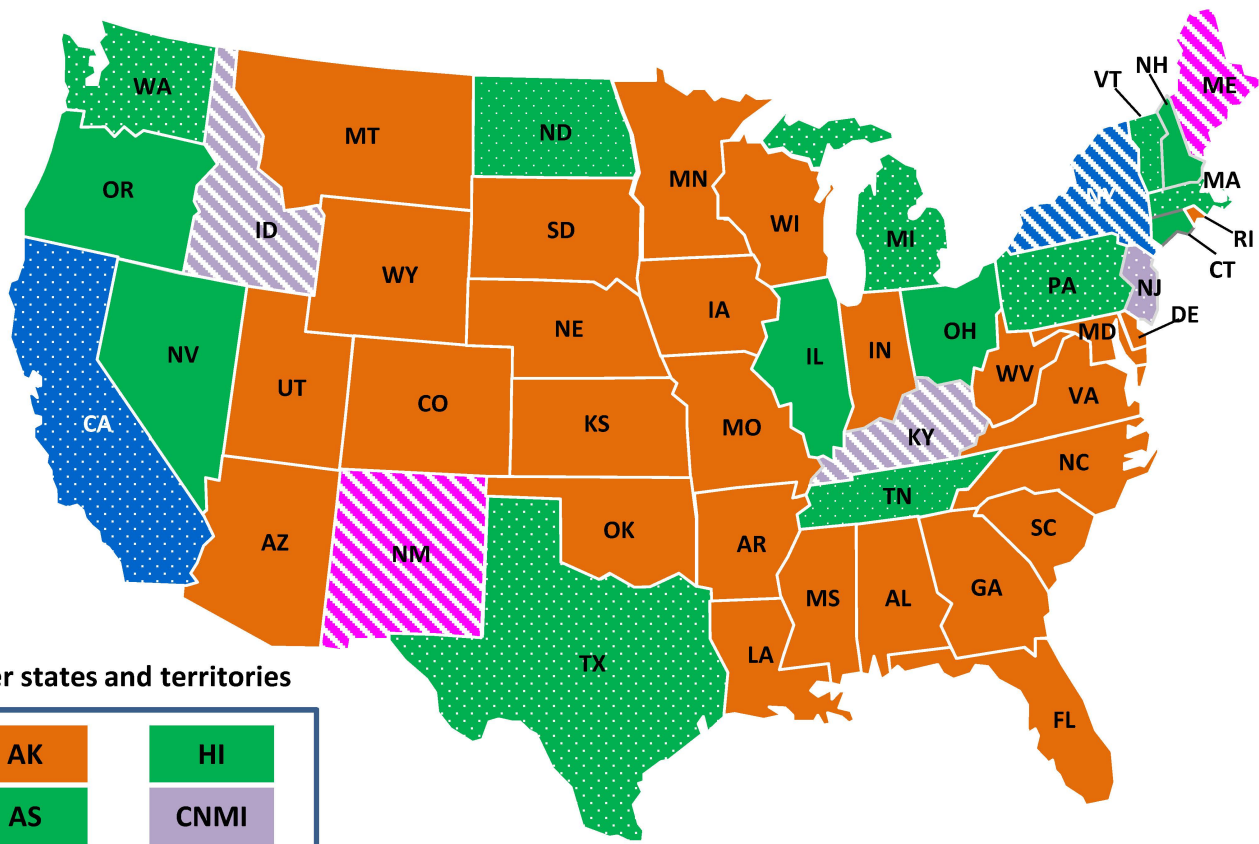 WA
MT
ND
MN
OR
ID
SD
WI
MI
VT
NH
ME
NY
MA
RI
CT
WY
IA
PA
NJ
DE
NV
NE
IL
IN
OH
MD
UT
CO
KS
MO
WV
VA
CA
KY
NC
TN
AZ
NM
OK
AR
SC
MS
AL
GA
TX
LA
FL
states and territories
AK
HI
AS
CNMI